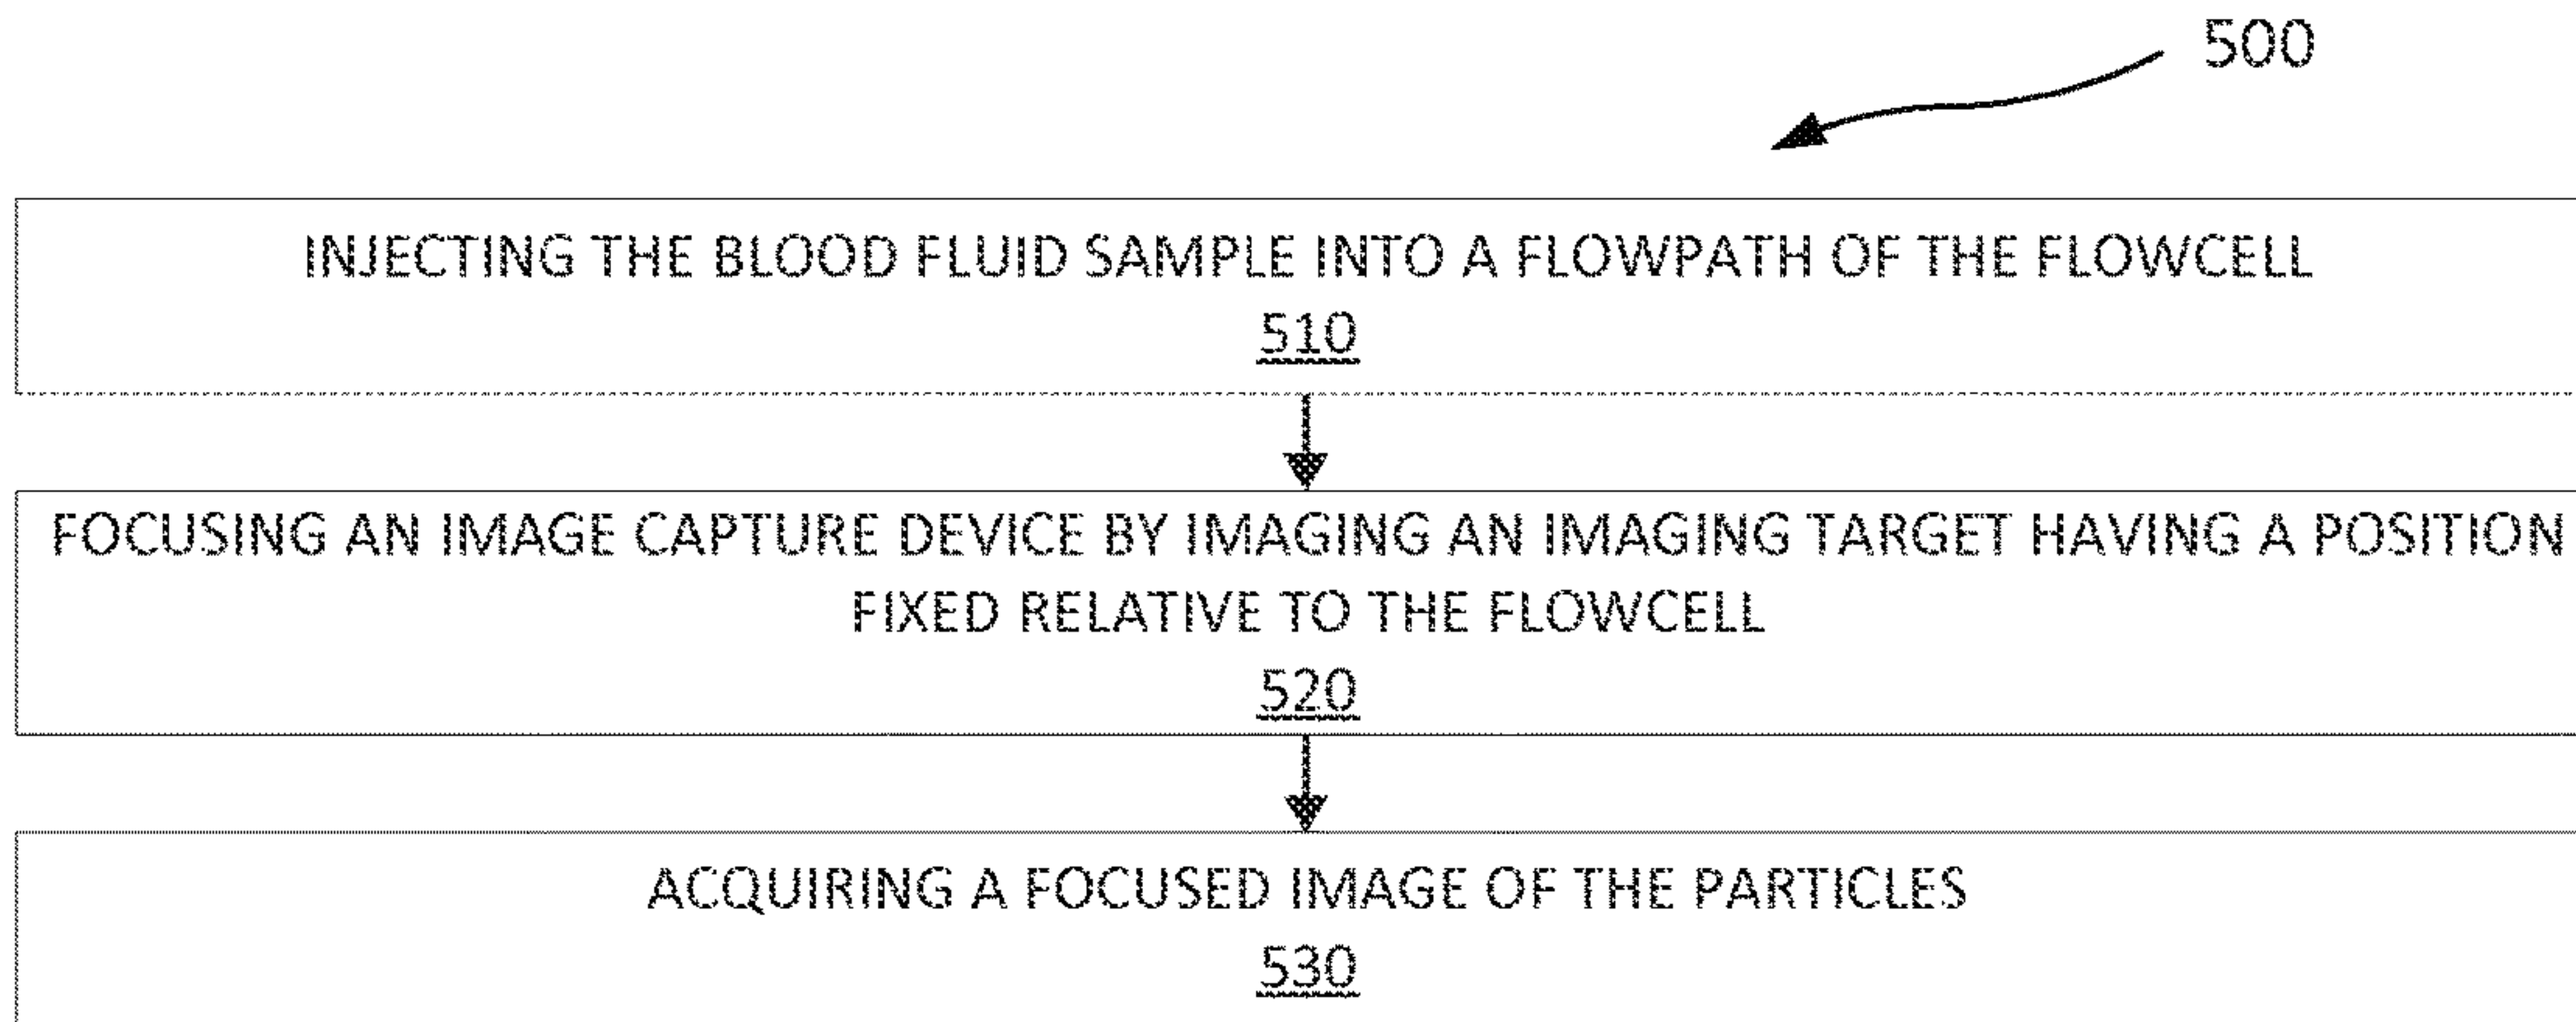 500
INJECTING THE BLOOD FLUID SAMPLE INTO A FLOWPATH OF THE FLOWCELL
510
FOCUSING AN IMAGE CAPTURE DEVICE BY IMAGING AN IMAGING TARGET HAVING A POSITION
FIXED RELATIVE TO THE FLOWCELL
520
ACQUIRING A FOCUSED IMAGE OF THE PARTICLES
530